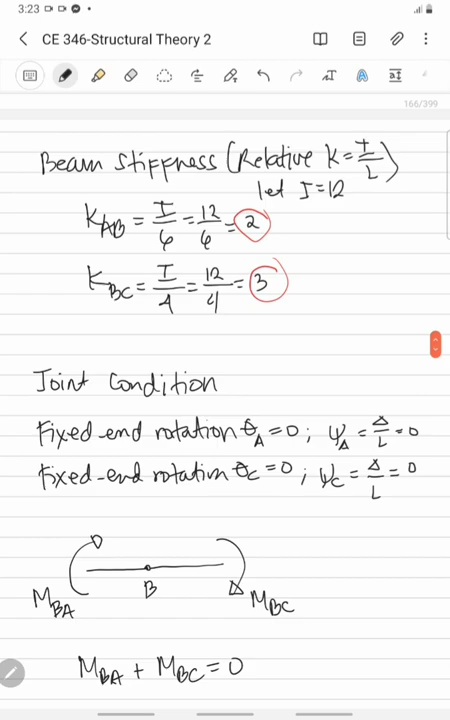 3:23
CE 346-Structural Theory 2
166/399
Beam Stiffness (Relative K = I/L)
let I = 12
K_AB = I/6 = 12/6 = 2
K_BC = I/4 = 12/4 = 3
Joint Condition
Fixed-end rotation θ_A = 0 ; ψ_A = Δ/L = 0
Fixed-end rotation θ_C = 0 ; ψ_C = Δ/L = 0
B
M_BA M_BC
M_BA + M_BC = 0